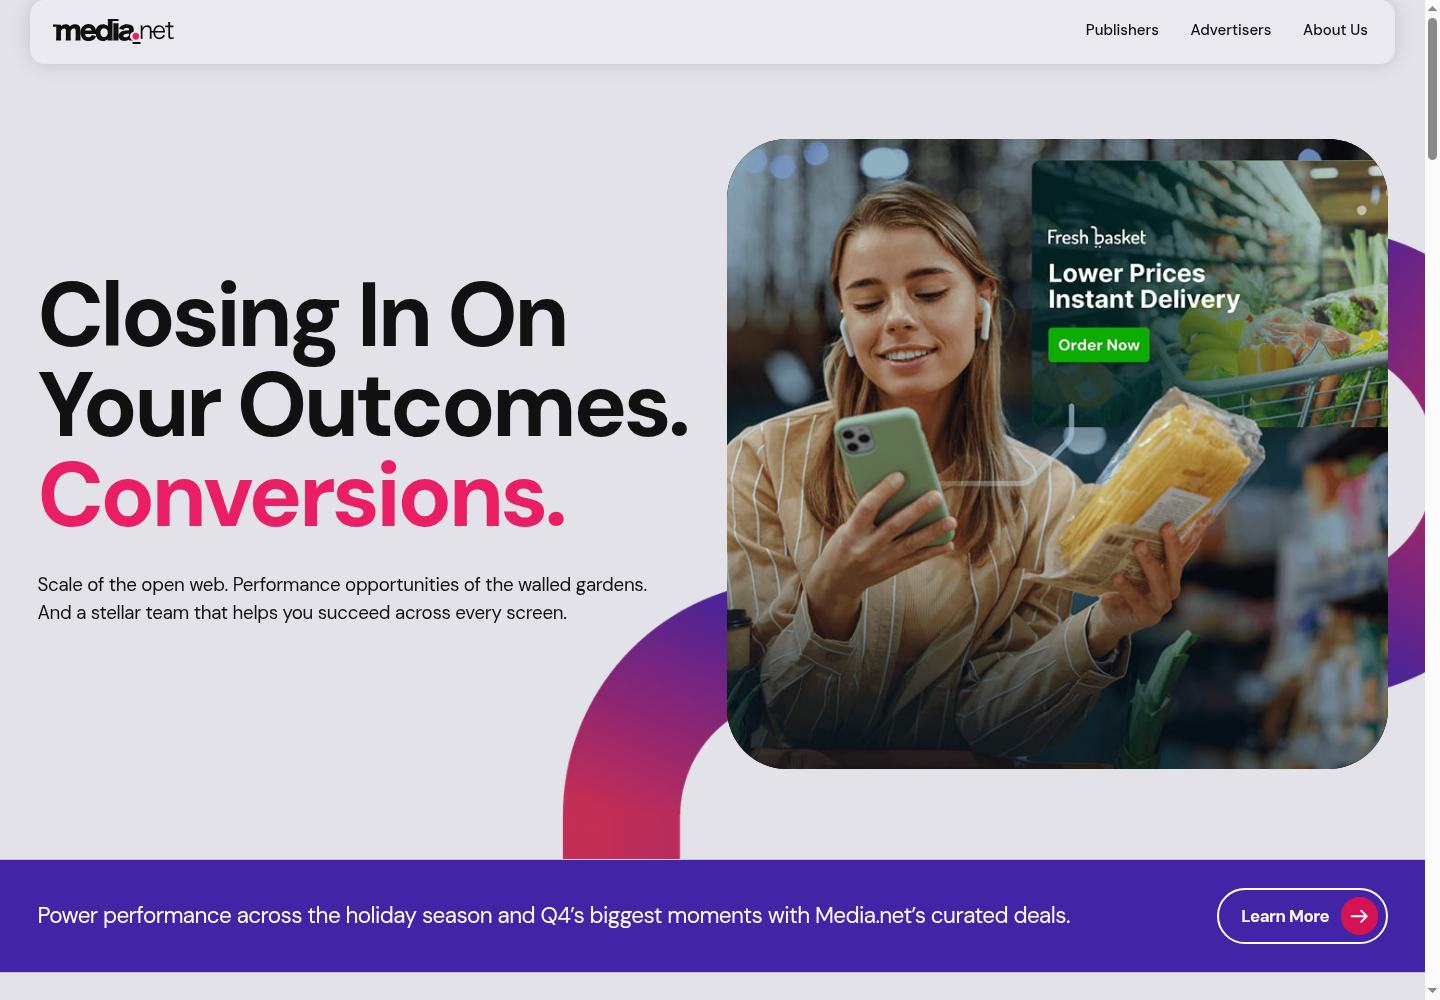 media.net
Publishers
Advertisers
About Us
Closing In On
Your Outcomes.
Conversions.
Scale of the open web. Performance opportunities of the walled gardens.
And a stellar team that helps you succeed across every screen.
Fresh basket
Lower Prices
Instant Delivery
Order Now
Power performance across the holiday season and Q4’s biggest moments with Media.net’s curated deals.
Learn More